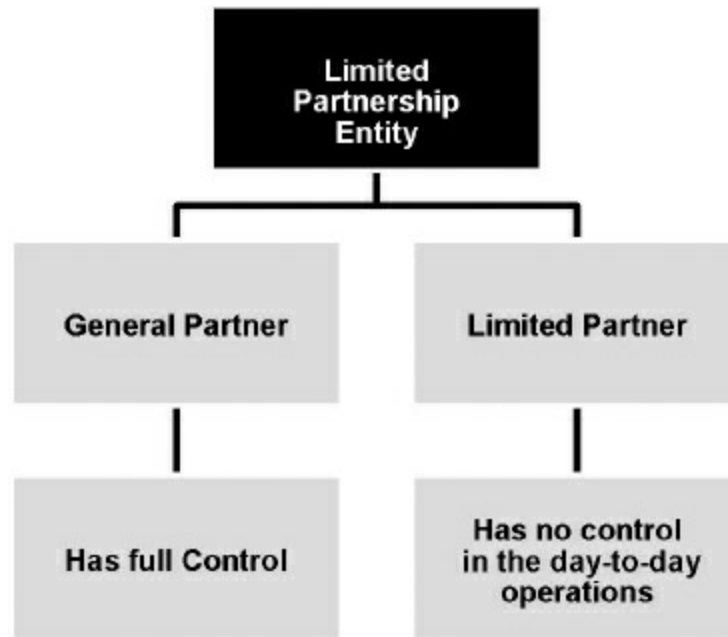 Limited
Partnership
Entity
General Partner
Limited Partner
Has full Control
Has no control
in the day-to-day
operations